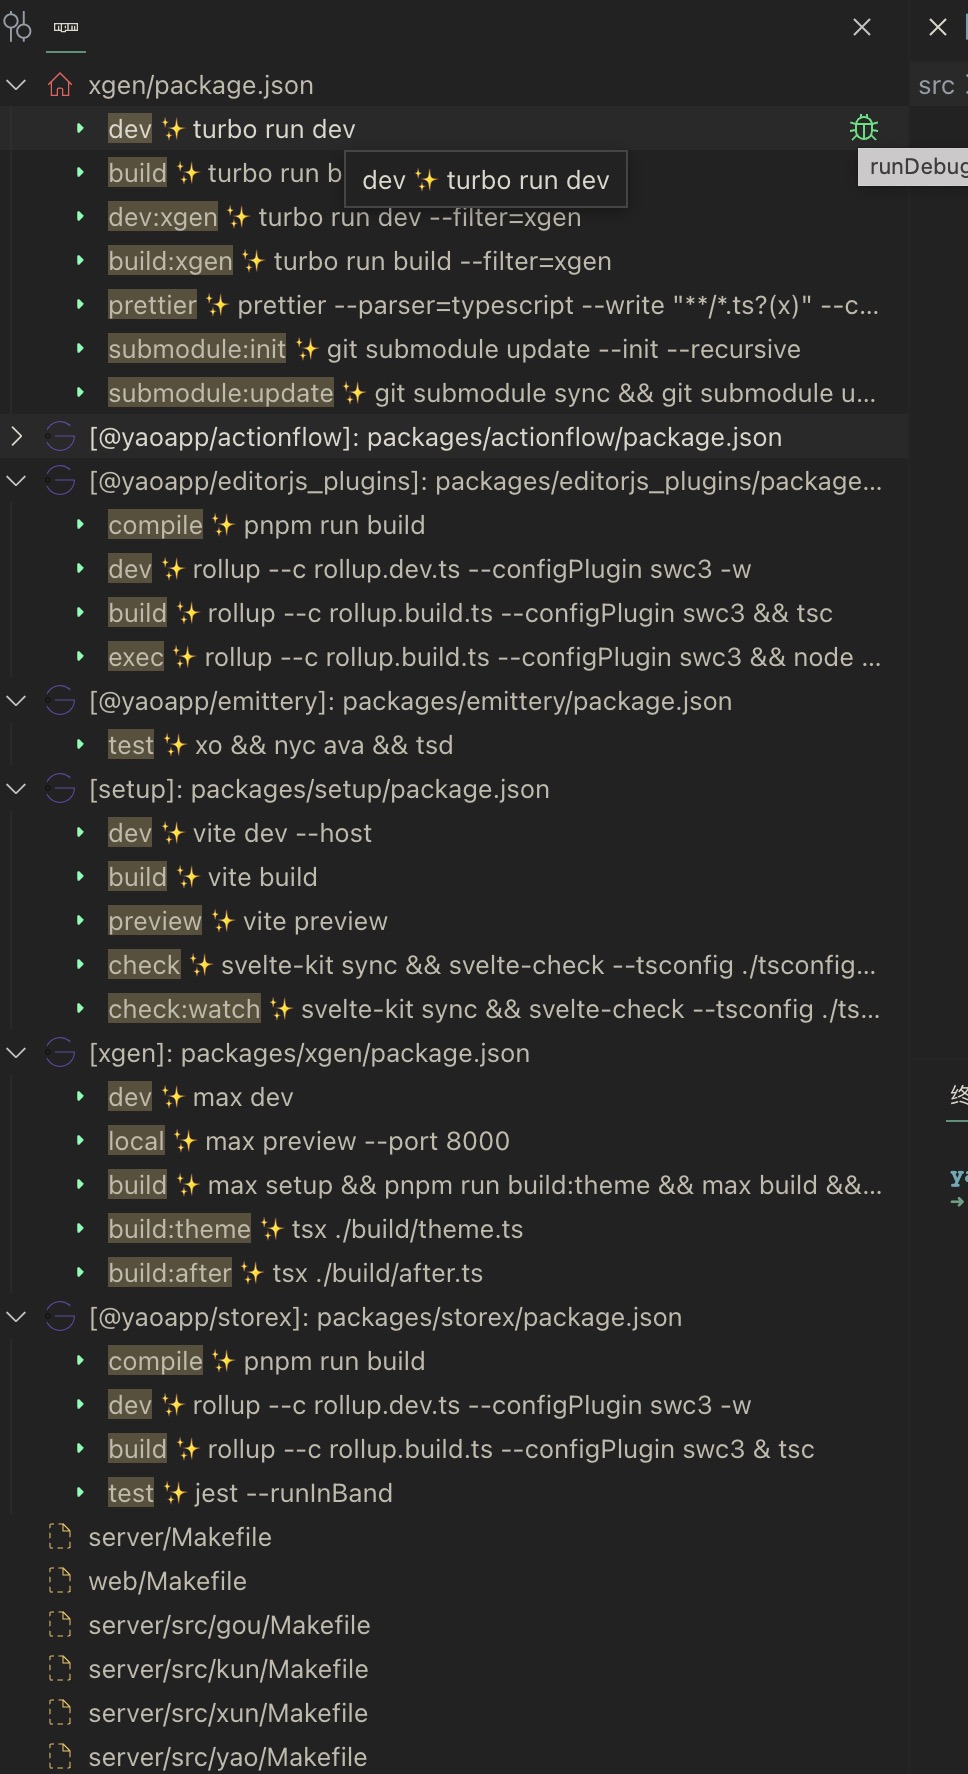 xgen/package.json
src
dev ✨ turbo run dev
runDebug
build ✨ turbo run b
dev ✨ turbo run dev
dev:xgen ✨ turbo run dev --filter=xgen
build:xgen ✨ turbo run build --filter=xgen
prettier ✨ prettier --parser=typescript --write "**/*.ts?(x)" --c...
submodule:init ✨ git submodule update --init --recursive
submodule:update ✨ git submodule sync && git submodule u...
[@yaoapp/actionflow]: packages/actionflow/package.json
[@yaoapp/editorjs_plugins]: packages/editorjs_plugins/package...
compile ✨ pnpm run build
dev ✨ rollup --c rollup.dev.ts --configPlugin swc3 -w
build ✨ rollup --c rollup.build.ts --configPlugin swc3 && tsc
exec ✨ rollup --c rollup.build.ts --configPlugin swc3 && node ...
[@yaoapp/emittery]: packages/emittery/package.json
test ✨ xo && nyc ava && tsd
[setup]: packages/setup/package.json
dev ✨ vite dev --host
build ✨ vite build
preview ✨ vite preview
check ✨ svelte-kit sync && svelte-check --tsconfig ./tsconfig...
check:watch ✨ svelte-kit sync && svelte-check --tsconfig ./ts...
[xgen]: packages/xgen/package.json
dev ✨ max dev
终
local ✨ max preview --port 8000
build ✨ max setup && pnpm run build:theme && max build &&...
ya
build:theme ✨ tsx ./build/theme.ts
build:after ✨ tsx ./build/after.ts
[@yaoapp/storex]: packages/storex/package.json
compile ✨ pnpm run build
dev ✨ rollup --c rollup.dev.ts --configPlugin swc3 -w
build ✨ rollup --c rollup.build.ts --configPlugin swc3 & tsc
test ✨ jest --runInBand
server/Makefile
web/Makefile
server/src/gou/Makefile
server/src/kun/Makefile
server/src/xun/Makefile
server/src/yao/Makefile